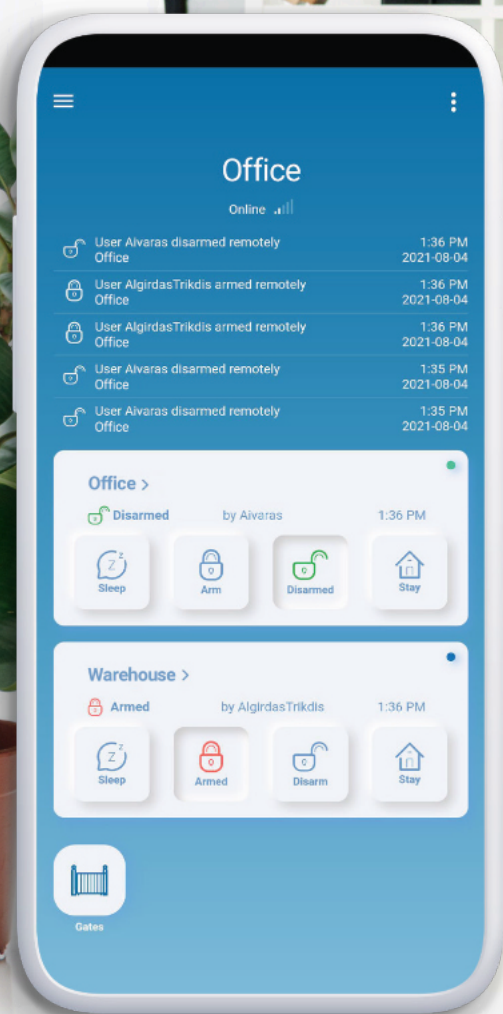 Office
Online
User Aivaras disarmed remotely 1:36 PM
Office 2021-08-04
User AlgirdasTrikdis armed remotely 1:36 PM
Office 2021-08-04
User AlgirdasTrikdis armed remotely 1:36 PM
Office 2021-08-04
User Aivaras disarmed remotely 1:35 PM
Office 2021-08-04
User Aivaras disarmed remotely 1:35 PM
Office 2021-08-04
Office >
Disarmed by Aivaras 1:36 PM
Z z
Sleep Arm Disarmed Stay
Warehouse >
Armed by AlgirdasTrikdis 1:36 PM
Z z
Sleep Armed Disarm Stay
Gates